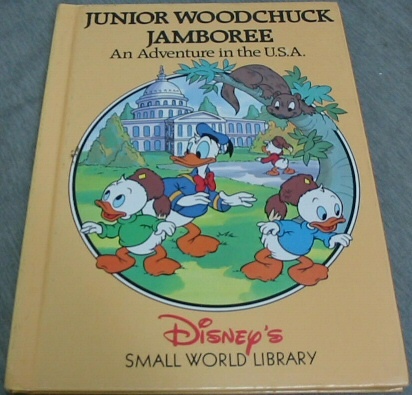 JUNIOR WOODCHUCK
JAMBOREE
An Adventure in the U.S.A.
DISNEY'S
SMALL WORLD LIBRARY